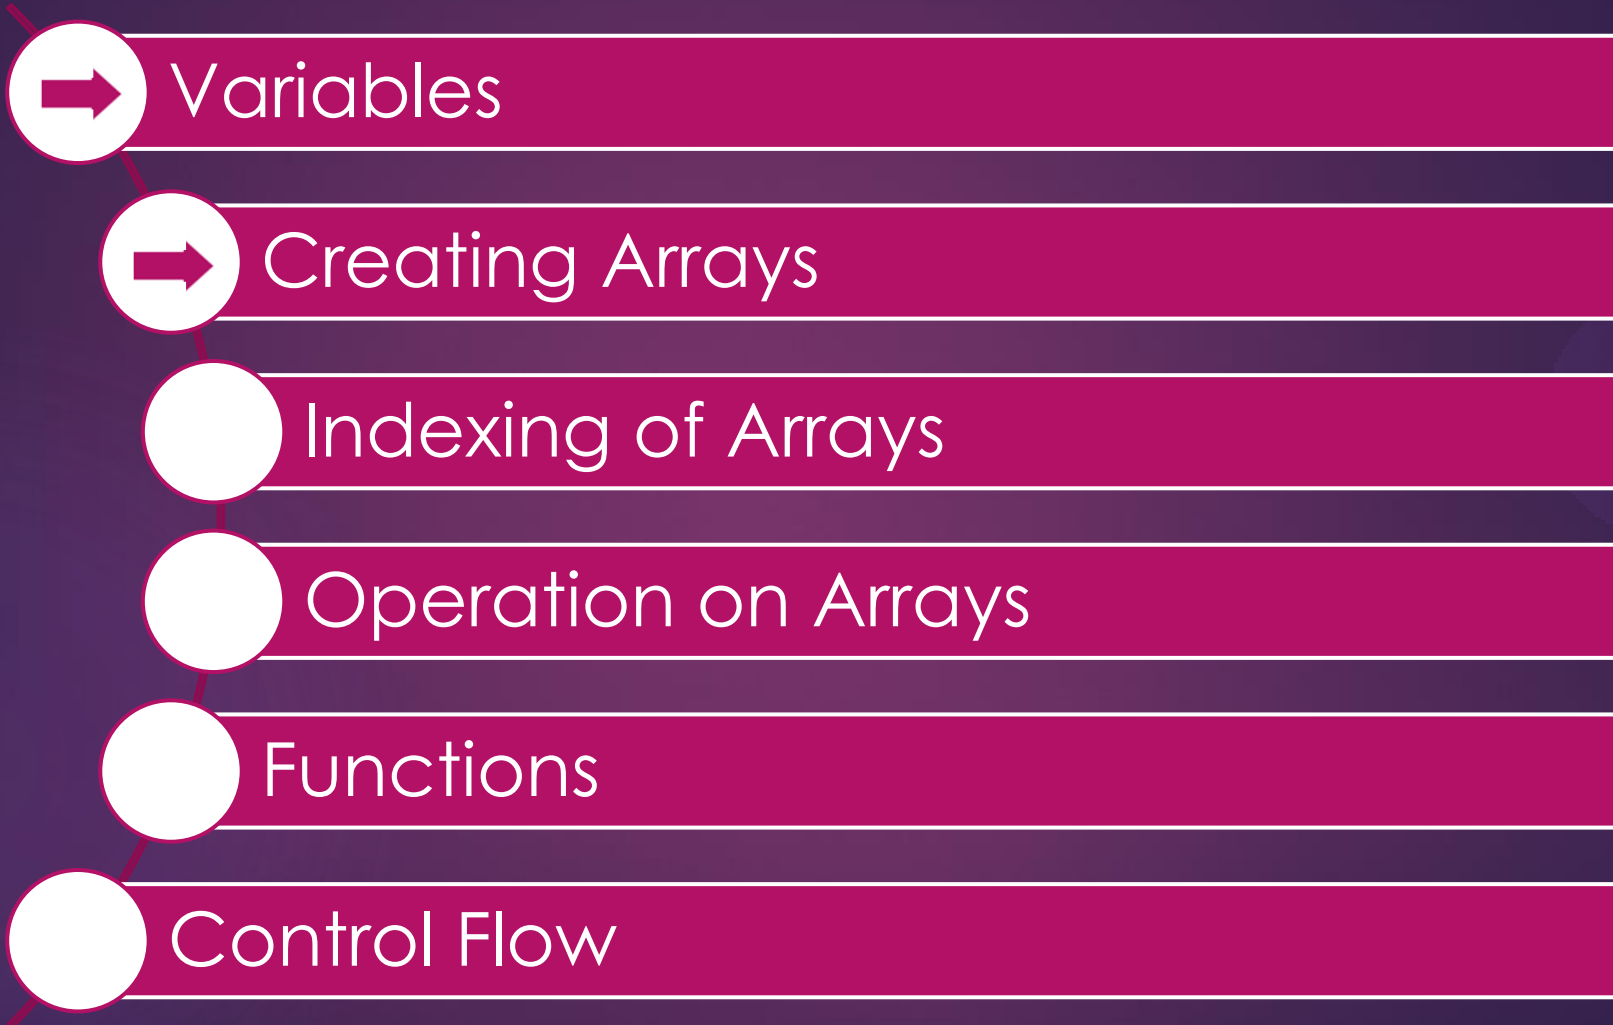 Variables
Creating Arrays
Indexing of Arrays
Operation on Arrays
Functions
Control Flow